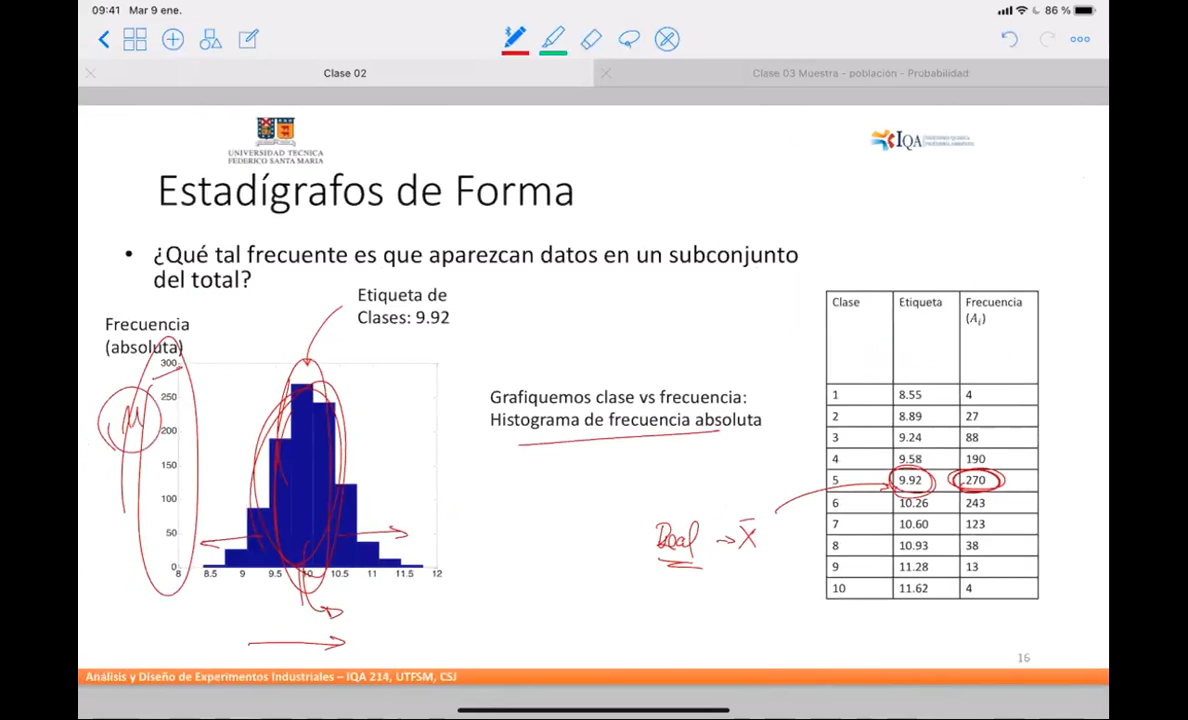 09:41 Mar 9 ene.
86 %
Clase 02
Clase 03 Muestra - población - Probabilidad
UNIVERSIDAD TECNICA
FEDERICO SANTA MARIA
IQA
Estadígrafos de Forma
• ¿Qué tal frecuente es que aparezcan datos en un subconjunto
del total?
Etiqueta de
Clases: 9.92
Frecuencia
(absoluta)
300
250
200
150
100
50
0
8 8.5 9 9.5 10 10.5 11 11.5 12
Grafiquemos clase vs frecuencia:
Histograma de frecuencia absoluta
Real → X̄
Clase Etiqueta Frecuencia
(Aᵢ)
1 8.55 4
2 8.89 27
3 9.24 88
4 9.58 190
5 9.92 270
6 10.26 243
7 10.60 123
8 10.93 38
9 11.28 13
10 11.62 4
16
Análisis y Diseño de Experimentos Industriales – IQA 214, UTFSM, CSJ